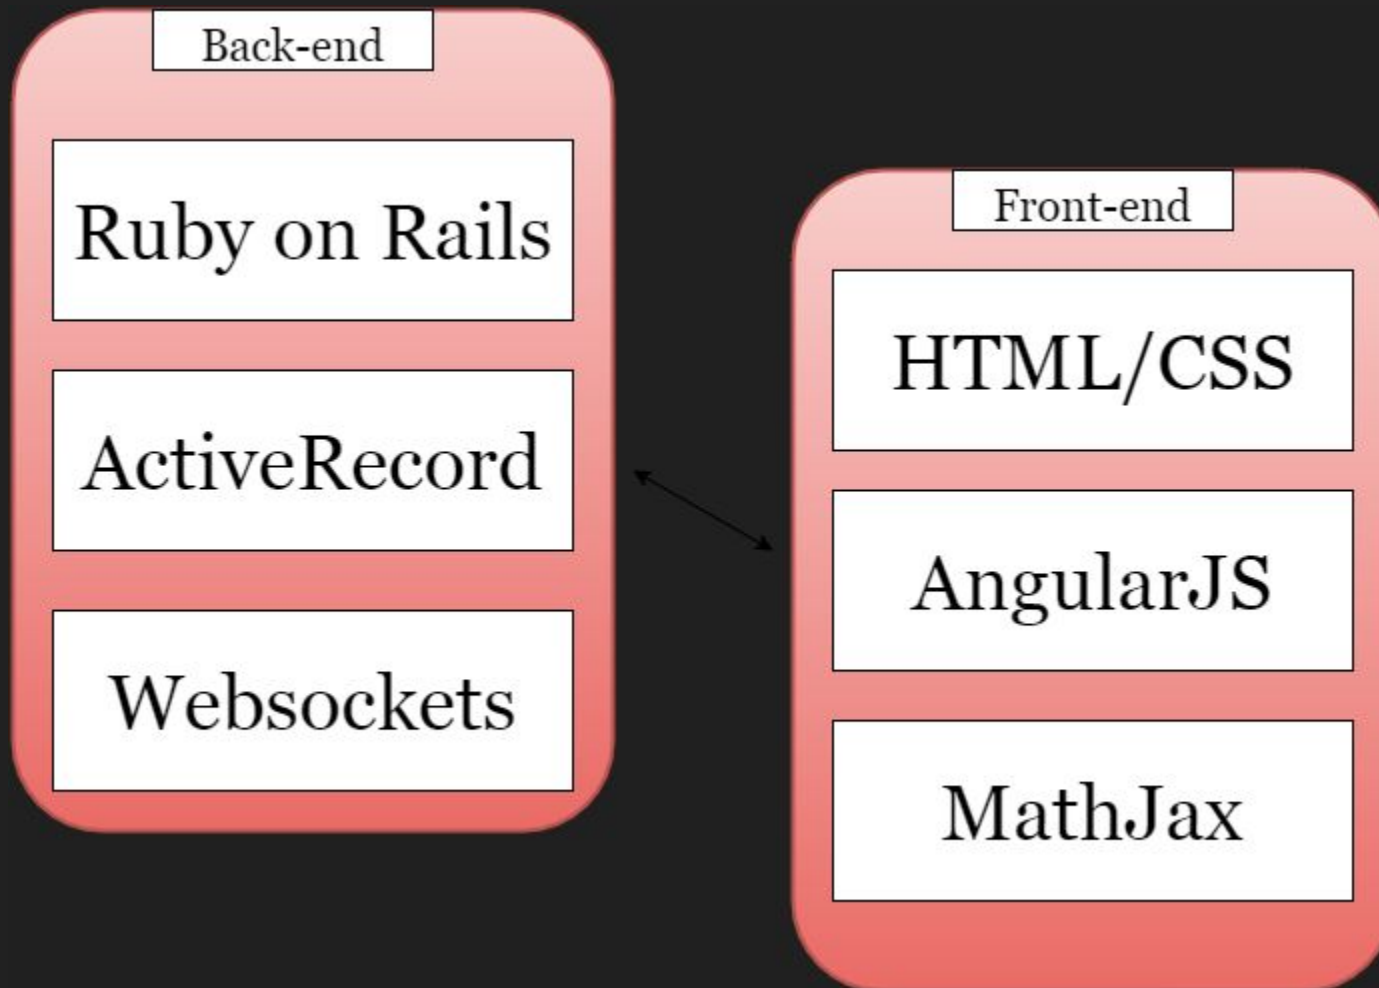 Back-end
Ruby on Rails
ActiveRecord
Websockets
Front-end
HTML/CSS
AngularJS
MathJax